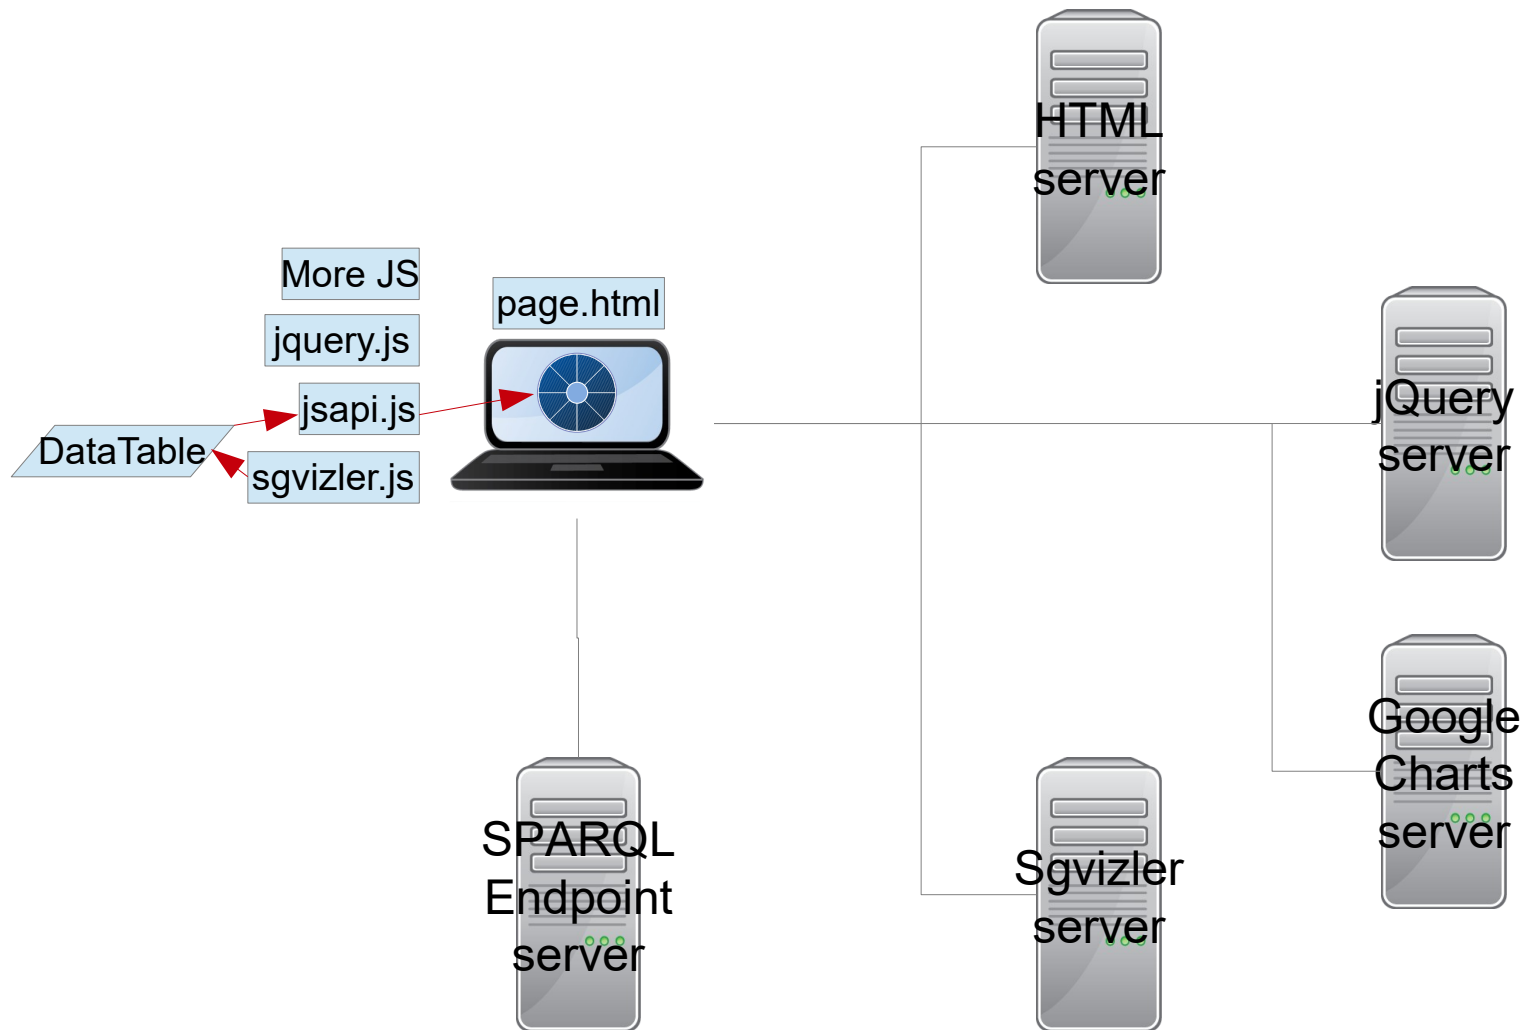 HTML
server
More JS
page.html
jquery.js
jsapi.js
DataTable
sgvizler.js
jQuery
server
Google
Charts
server
SPARQL
Endpoint
server
Sgvizler
server